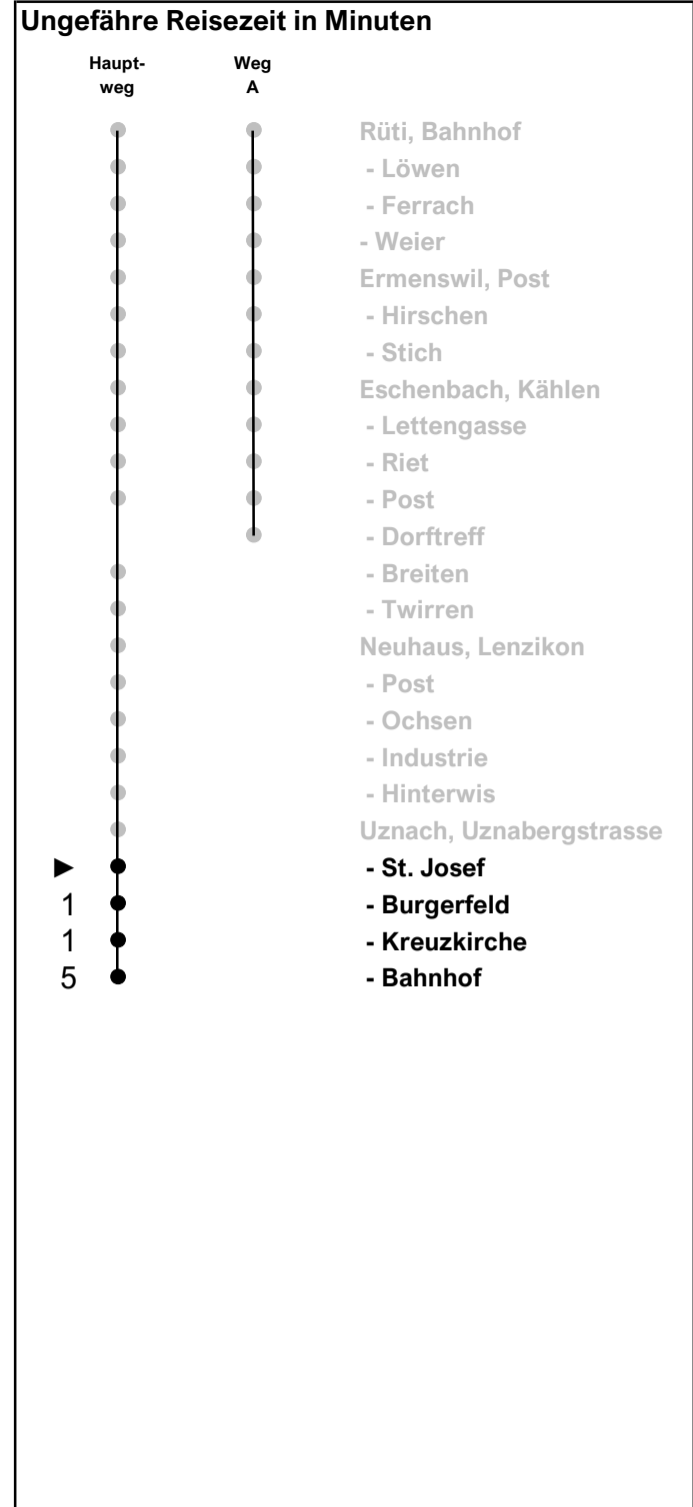 Ungefähre Reisezeit in Minuten
Haupt-
weg
Weg
A
Rüti, Bahnhof
- Löwen
- Ferrach
- Weier
Ermenswil, Post
- Hirschen
- Stich
Eschenbach, Kählen
- Lettengasse
- Riet
- Post
- Dorftreff
- Breiten
- Twirren
Neuhaus, Lenzikon
- Post
- Ochsen
- Industrie
- Hinterwis
Uznach, Uznabergstrasse
► - St. Josef
1 - Burgerfeld
1 - Kreuzkirche
5 - Bahnhof